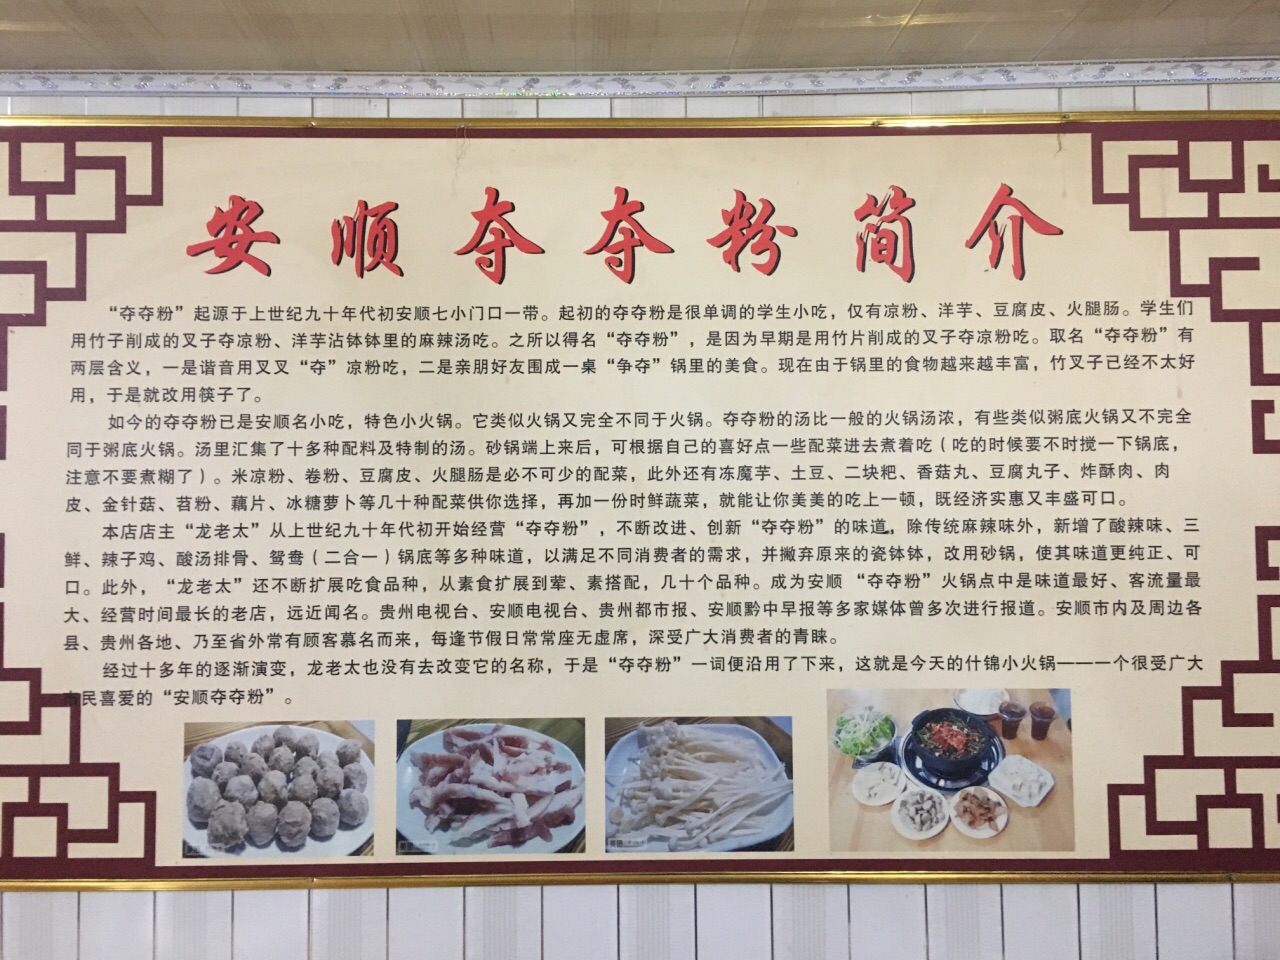 安顺夺夺粉简介
“夺夺粉”起源于上世纪九十年代初安顺七小门口一带。起初的夺夺粉是很单调的学生小吃，仅有凉粉、洋芋、豆腐皮、火腿肠。学生们
用竹子削成的叉子夺凉粉、洋芋沾钵钵里的麻辣汤吃。之所以得名“夺夺粉”，是因为早期是用竹片削成的叉子夺凉粉吃。取名“夺夺粉”有
两层含义，一是谐音用叉叉“夺”凉粉吃，二是亲朋好友围成一桌“争夺”锅里的美食。现在由于锅里的食物越来越丰富，竹叉子已经不太好
用，于是就改用筷子了。
如今的夺夺粉已是安顺名小吃，特色小火锅。它类似火锅又完全不同于火锅。夺夺粉的汤比一般的火锅汤浓，有些类似粥底火锅又不完全
同于粥底火锅。汤里汇集了十多种配料及特制的汤。砂锅端上来后，可根据自己的喜好点一些配菜进去煮着吃（吃的时候要不时搅一下锅底，
注意不要煮糊了）。米凉粉、卷粉、豆腐皮、火腿肠是必不可少的配菜，此外还有冻魔芋、土豆、二块粑、香菇丸、豆腐丸子、炸酥肉、肉
皮、金针菇、苕粉、藕片、冰糖萝卜等几十种配菜供你选择，再加一份时鲜蔬菜，就能让你美美的吃上一顿，既经济实惠又丰盛可口。
本店店主“龙老太”从上世纪九十年代初开始经营“夺夺粉”，不断改进、创新“夺夺粉”的味道，除传统麻辣味外，新增了酸辣味、三
鲜、辣子鸡、酸汤排骨、鸳鸯（二合一）锅底等多种味道，以满足不同消费者的需求，并撇弃原来的瓷钵钵，改用砂锅，使其味道更纯正、可
口。此外，“龙老太”还不断扩展吃食品种，从素食扩展到荤、素搭配，几十个品种。成为安顺“夺夺粉”火锅点中是味道最好、客流量最
大、经营时间最长的老店，远近闻名。贵州电视台、安顺电视台、贵州都市报、安顺黔中早报等多家媒体曾多次进行报道。安顺市内及周边各
县、贵州各地、乃至省外常有顾客慕名而来，每逢节假日常常座无虚席，深受广大消费者的青睐。
经过十多年的逐渐演变，龙老太也没有去改变它的名称，于是“夺夺粉”一词便沿用了下来，这就是今天的什锦小火锅———一个很受广大
市民喜爱的“安顺夺夺粉”。